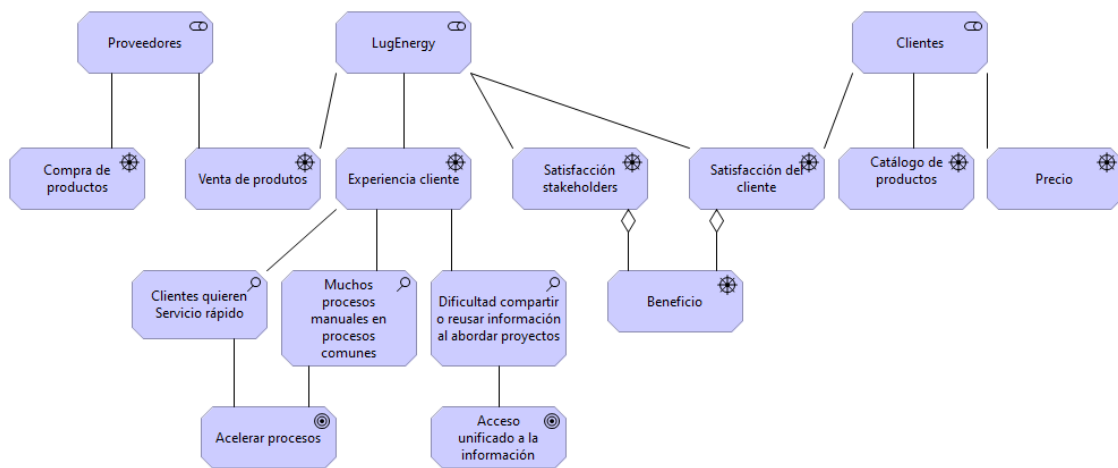 Proveedores
LugEnergy
Clientes
Compra de
productos
Venta de produtos
Experiencia cliente
Satisfacción
stakeholders
Satisfacción del
cliente
Catálogo de
productos
Precio
Clientes quieren
Servicio rápido
Muchos
procesos
manuales en
procesos
comunes
Dificultad compartir
o reusar información
al abordar proyectos
Beneficio
Acelerar procesos
Acceso
unificado a la
información